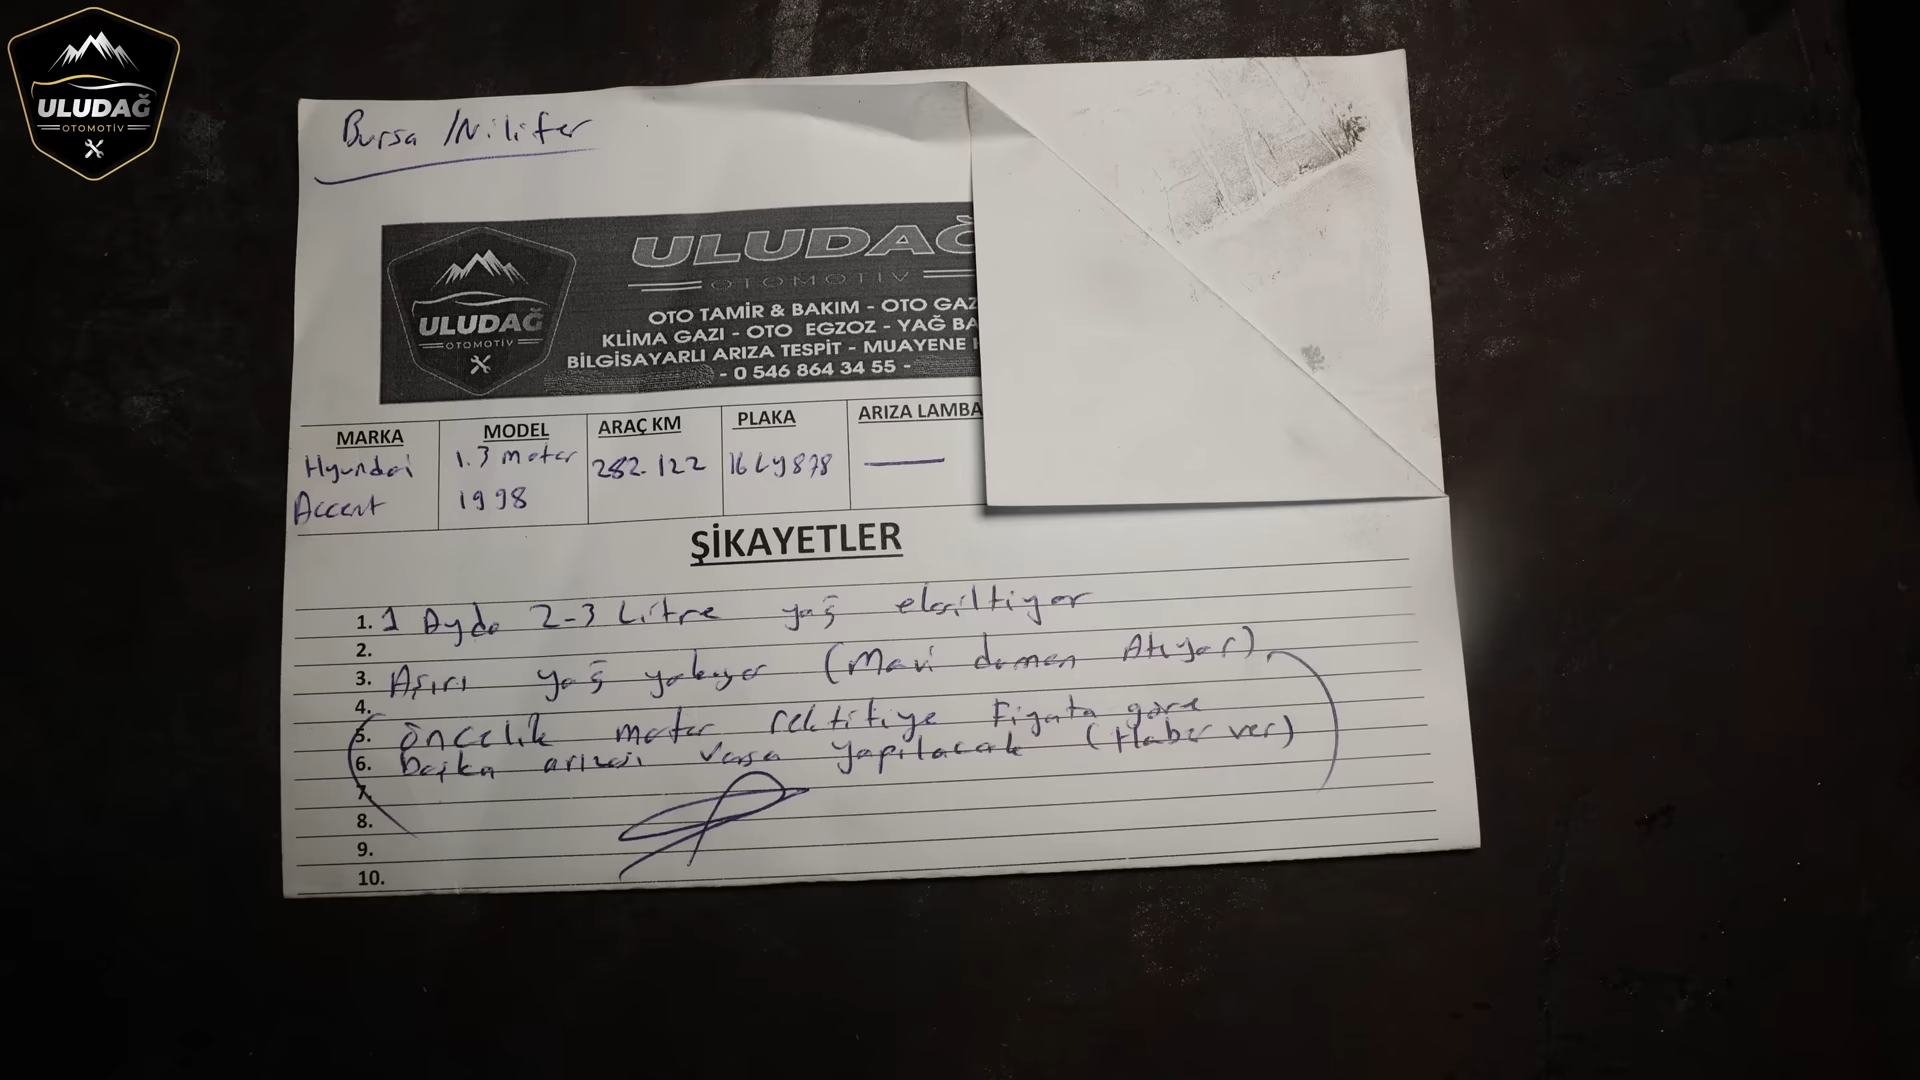 ULUDAĞ
OTOMOTİV
Bursa / Nilifer
ULUDAĞ
OTOMOTİV
ULUDAĞ
OTOMOTİV
OTO TAMİR & BAKIM - OTO GAZ
KLİMA GAZI - OTO EGZOZ - YAĞ BA
BİLGİSAYARLI ARIZA TESPİT - MUAYENE
- 0 546 864 34 55 -
MARKA MODEL ARAÇ KM PLAKA ARIZA LAMBA
Hyundai 1.3 motor 282.122 16 LY 878 —
Accent 1998
ŞİKAYETLER
1. 1 Ayda 2-3 Litre yağ eksiltiyor
2.
3. Aşırı yağ yakıyor (Mavi duman Atıyor)
4.
5. Öncelik motor rektifiye Fiyata göre
6. başka arızası varsa yapılacak (Haber ver)
7.
8.
9.
10.